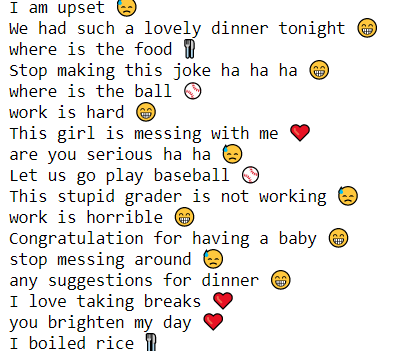 I am upset 😓
We had such a lovely dinner tonight 😁
where is the food 🍴
Stop making this joke ha ha ha 😁
where is the ball ⚾
work is hard 😁
This girl is messing with me ❤️
are you serious ha ha 😓
Let us go play baseball ⚾
This stupid grader is not working 😓
work is horrible 😁
Congratulation for having a baby 😁
stop messing around 😓
any suggestions for dinner 😁
I love taking breaks ❤️
you brighten my day ❤️
I boiled rice 🍴